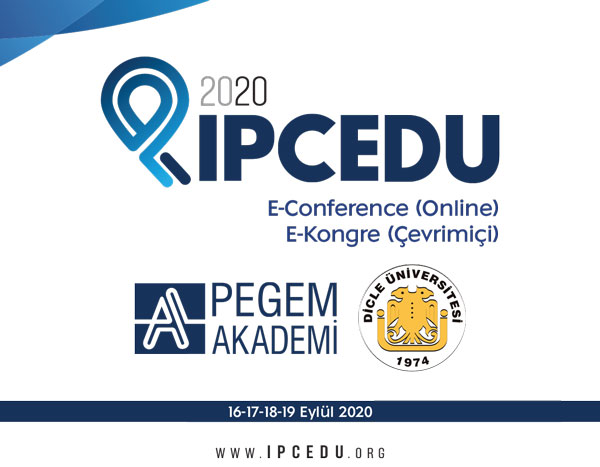 2020
IPCEDU
E-Conference (Online)
E-Kongre (Çevrimiçi)
PEGEM
AKADEMİ
DİCLE ÜNİVERSİTESİ
1974
16-17-18-19 Eylül 2020
WWW.IPCEDU.ORG